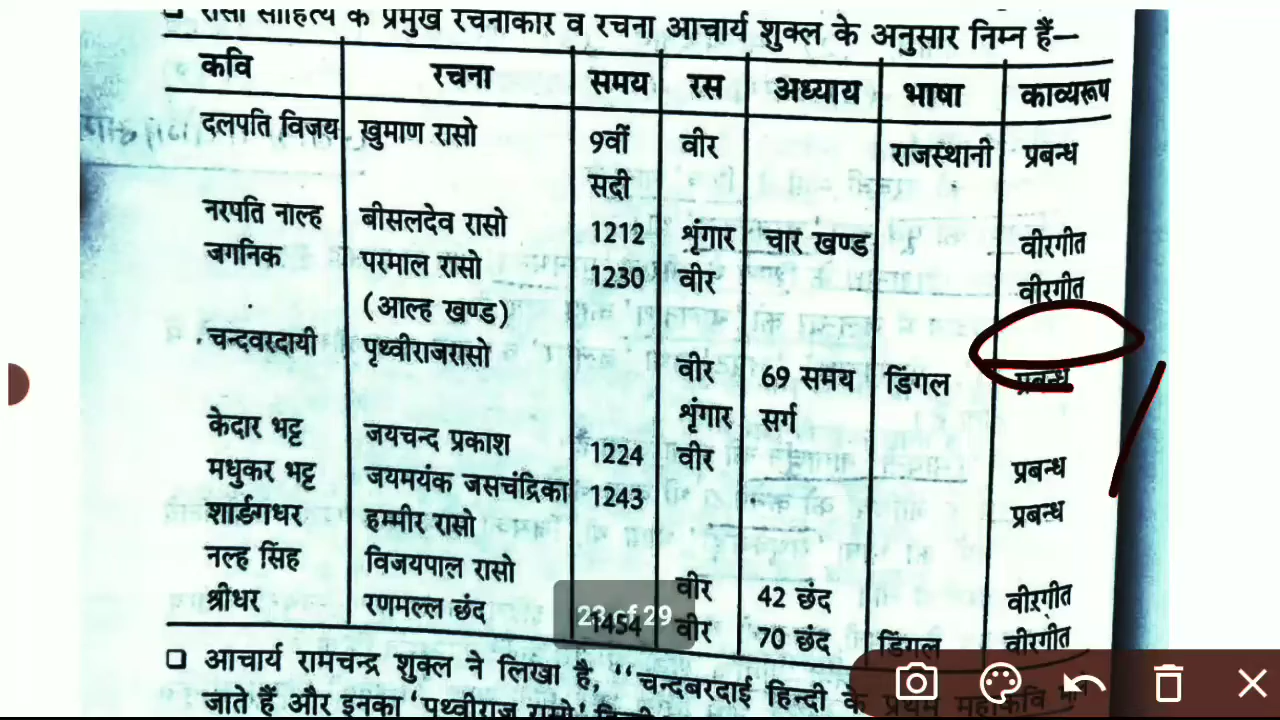 ❑ रासो साहित्य के प्रमुख रचनाकार व रचना आचार्य शुक्ल के अनुसार निम्न हैं—
कवि रचना समय रस अध्याय भाषा काव्यरूप
दलपति विजय खुमाण रासो 9वीं सदी वीर राजस्थानी प्रबन्ध
नरपति नाल्ह बीसलदेव रासो 1212 शृंगार चार खण्ड वीरगीत
जगनिक परमाल रासो 1230 वीर वीरगीत
(आल्ह खण्ड)
चन्दवरदायी पृथ्वीराजरासो वीर 69 समय डिंगल प्रबन्ध
शृंगार सर्ग
केदार भट्ट जयचन्द प्रकाश 1224 वीर प्रबन्ध
मधुकर भट्ट जयमयंक जसचंद्रिका 1243 प्रबन्ध
शार्ङगधर हम्मीर रासो
नल्ह सिंह विजयपाल रासो वीर 42 छंद वीरगीत
श्रीधर रणमल्ल छंद 1454 वीर 70 छंद डिंगल वीरगीत
23 of 29
❑ आचार्य रामचन्द्र शुक्ल ने लिखा है, ‘‘चन्दबरदाई हिन्दी के प्रथम महाकवि
जाते हैं और इनका ‘पृथ्वीराज रासो’